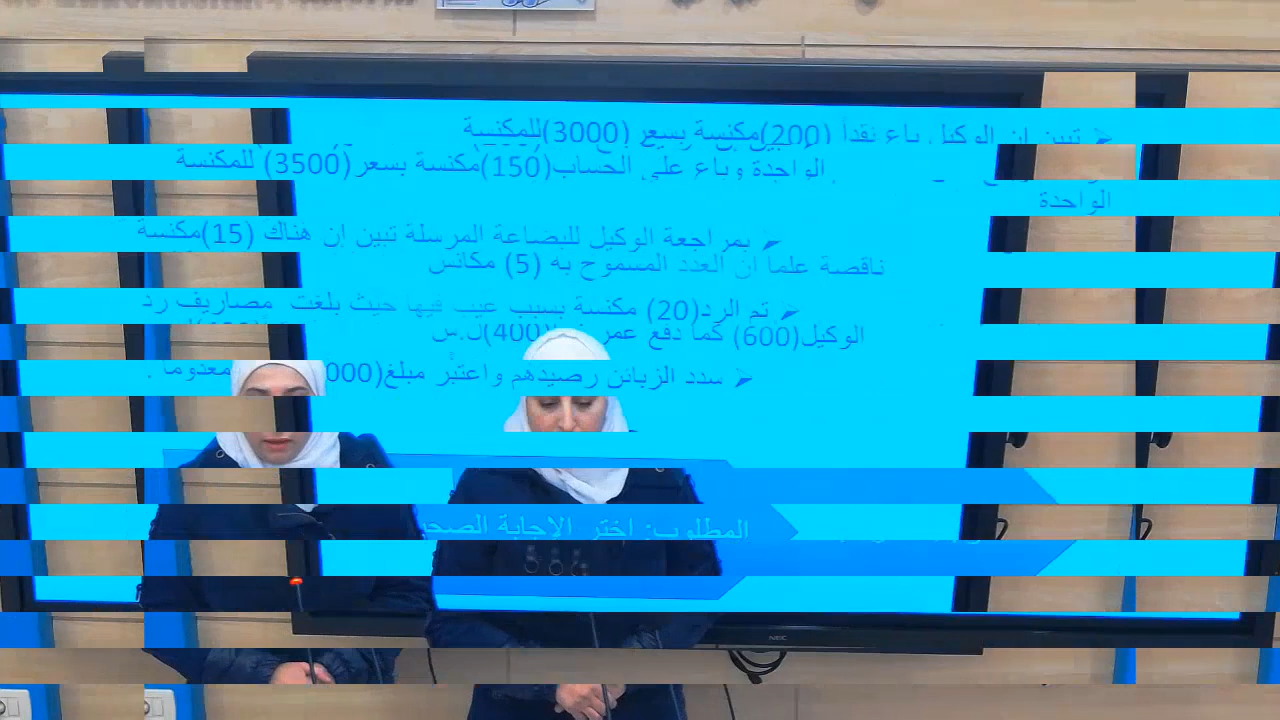 ➢ تبين ان الوكيل باع نقدا (200)مكنسة بسعر (3000)للمكنسة
الواحدة وباع على الحساب(150)مكنسة بسعر(3500) للمكنسة
الواحدة
➢ بمراجعة الوكيل للبضاعة المرسلة تبين ان هناك (15)مكنسة
ناقصة علما ان العدد المسموح به (5) مكانس
➢ تم الرد(20) مكنسة بسبب عيب فيها حيث بلغت مصاريف رد
الوكيل(600) كما دفع (400)ل.س
➢ سدد الزبائن رصيدهم واعتبر مبلغ( معدوما .
المطلوب: اختر الاجابة
NEC